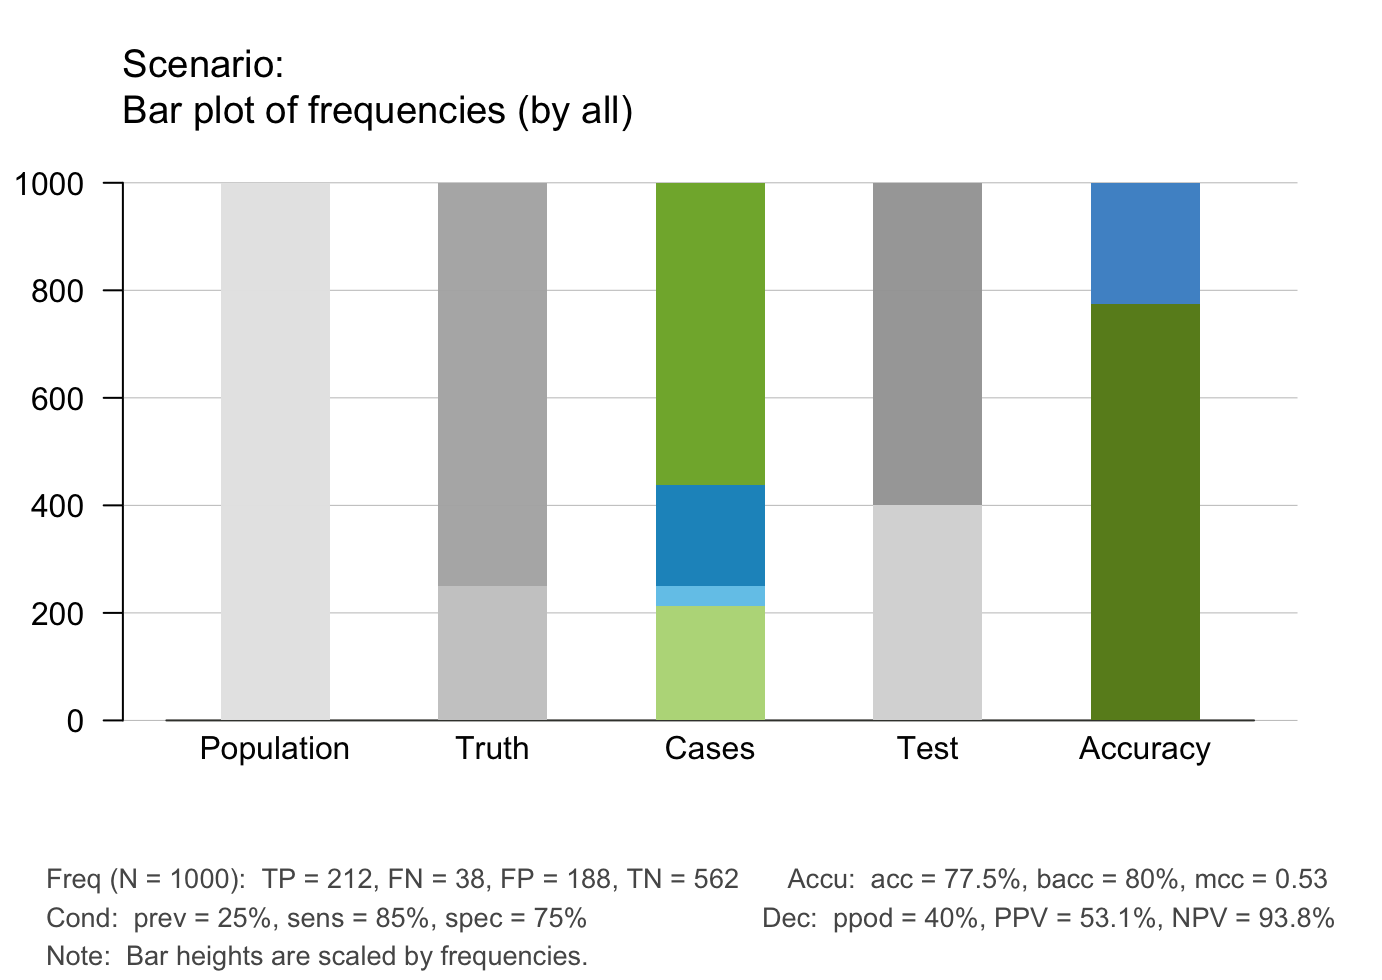 Scenario:
Bar plot of frequencies (by all)
1000
800
600
400
200
0
Population
Truth
Cases
Test
Accuracy
Freq (N = 1000):  TP = 212, FN = 38, FP = 188, TN = 562
Accu:  acc = 77.5%, bacc = 80%, mcc = 0.53
Cond:  prev = 25%, sens = 85%, spec = 75%
Dec:  ppod = 40%, PPV = 53.1%, NPV = 93.8%
Note:  Bar heights are scaled by frequencies.